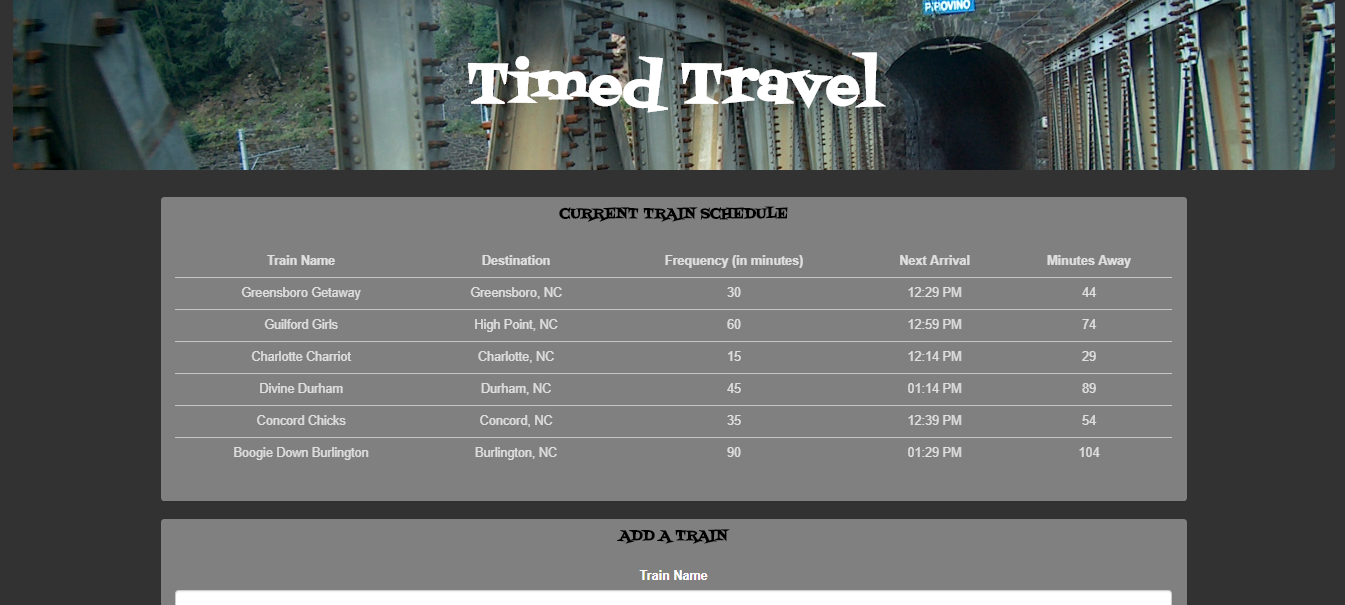 PAROVINO
Timed Travel
CURRENT TRAIN SCHEDULE
Train Name Destination Frequency (in minutes) Next Arrival Minutes Away
Greensboro Getaway Greensboro, NC 30 12:29 PM 44
Guilford Girls High Point, NC 60 12:59 PM 74
Charlotte Charriot Charlotte, NC 15 12:14 PM 29
Divine Durham Durham, NC 45 01:14 PM 89
Concord Chicks Concord, NC 35 12:39 PM 54
Boogie Down Burlington Burlington, NC 90 01:29 PM 104
ADD A TRAIN
Train Name